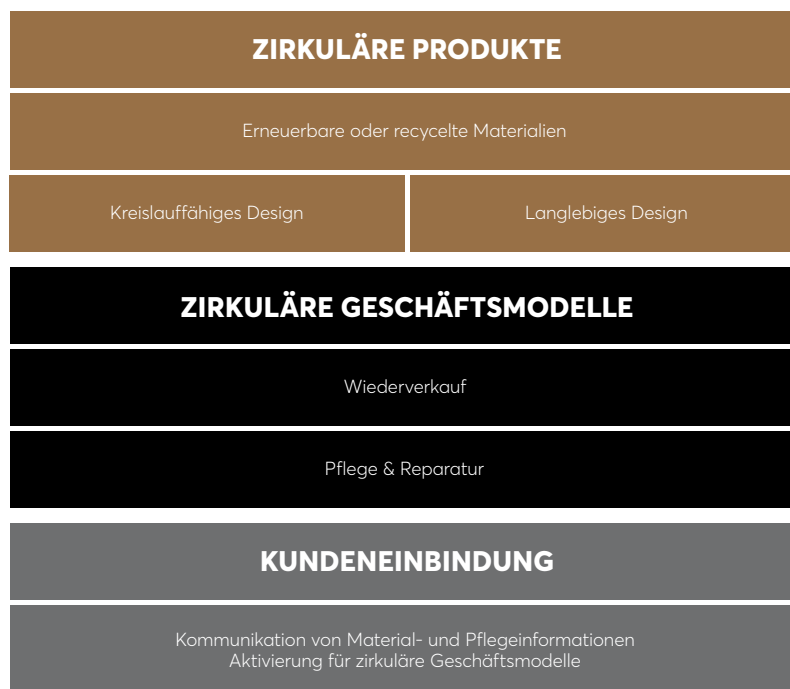 ZIRKULÄRE PRODUKTE
Erneuerbare oder recycelte Materialien
Kreislauffähiges Design
Langlebiges Design
ZIRKULÄRE GESCHÄFTSMODELLE
Wiederverkauf
Pflege & Reparatur
KUNDENEINBINDUNG
Kommunikation von Material- und Pflegeinformationen
Aktivierung für zirkuläre Geschäftsmodelle